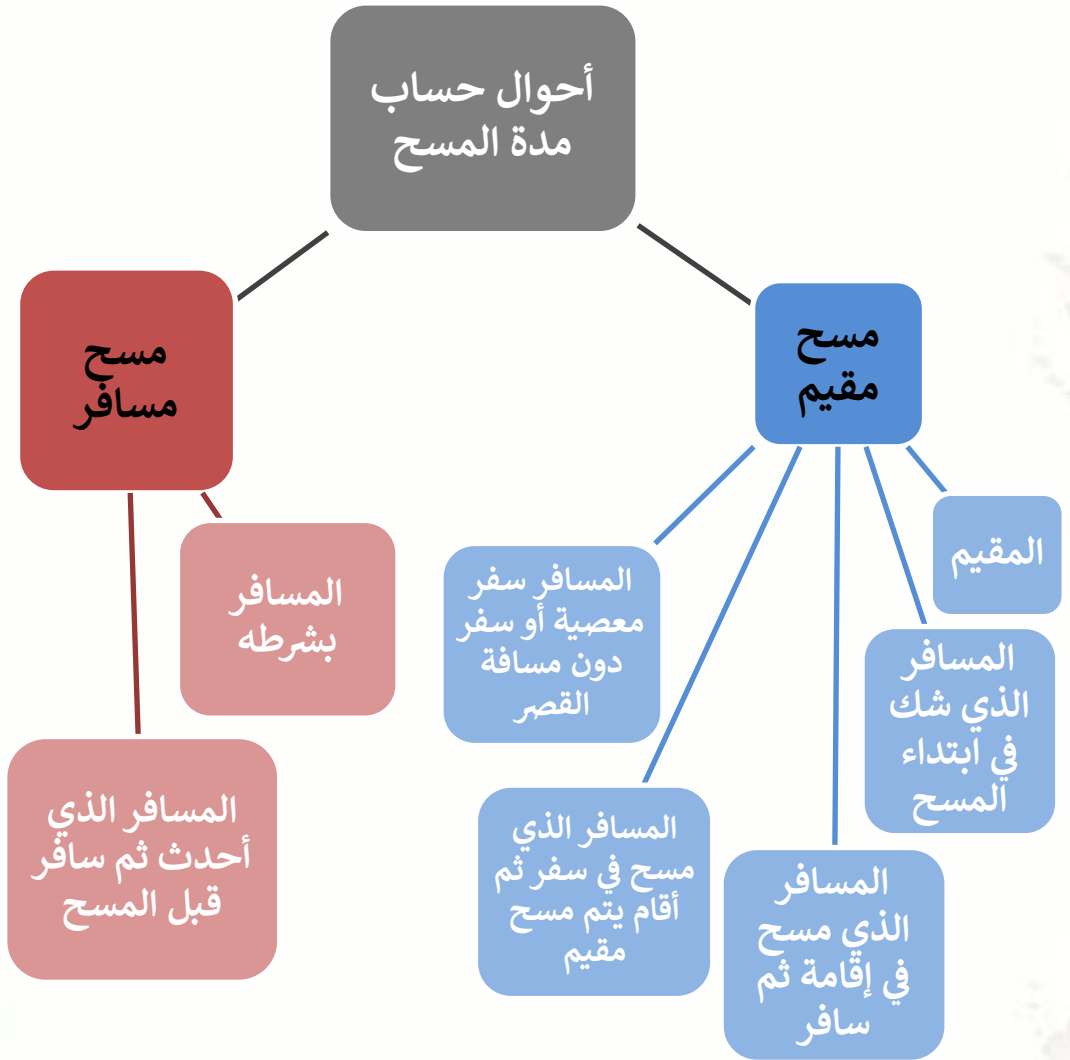 أحوال حساب
مدة المسح
مسح
مقيم
المقيم
المسافر
الذي شك
في ابتداء
المسح
المسافر
الذي مسح
في إقامة ثم
سافر
المسافر الذي
مسح في سفر ثم
أقام يتم مسح
مقيم
المسافر سفر
معصية أو سفر
دون مسافة
القصر
مسح
مسافر
المسافر
بشرطه
المسافر الذي
أحدث ثم سافر
قبل المسح